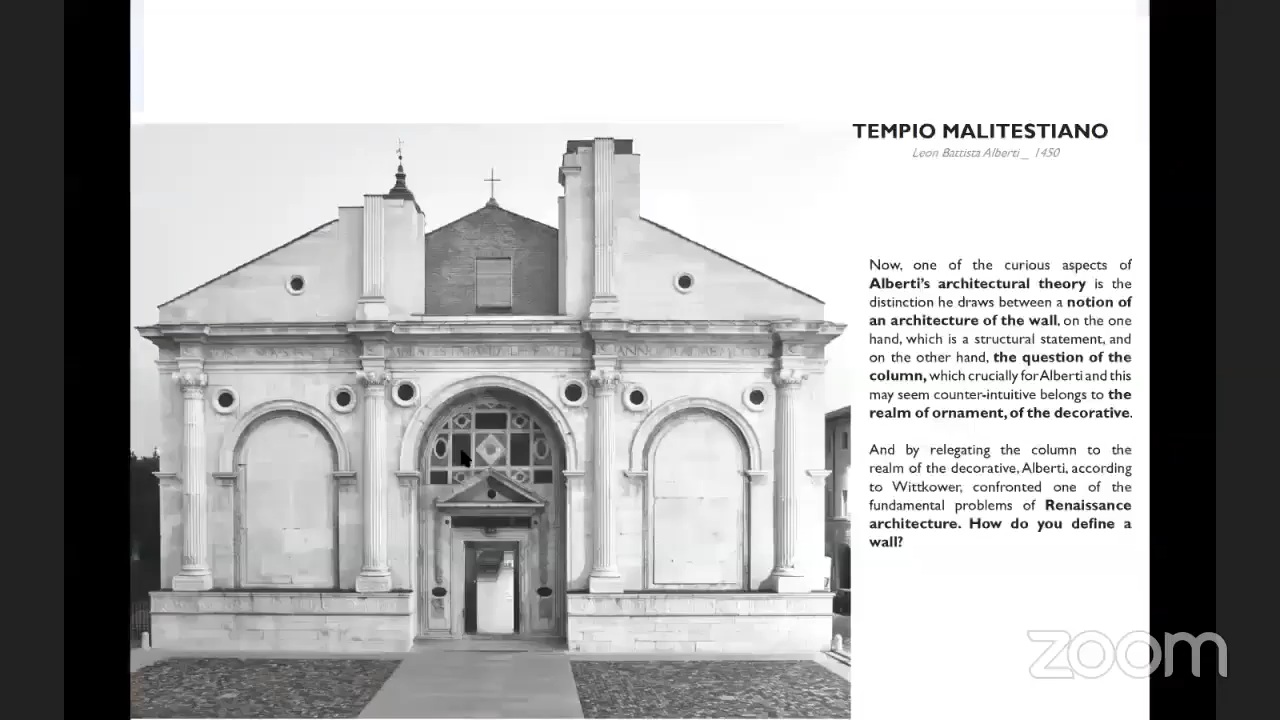 TEMPIO MALITESTIANO
Leon Battista Alberti _ 1450
Now, one of the curious aspects of
Alberti's architectural theory is the
distinction he draws between a notion of
an architecture of the wall, on the one
hand, which is a structural statement, and
on the other hand, the question of the
column, which crucially for Alberti and this
may seem counter-intuitive belongs to the
realm of ornament, of the decorative.
And by relegating the column to the
realm of the decorative, Alberti, according
to Wittkower, confronted one of the
fundamental problems of Renaissance
architecture. How do you define a
wall?
zoom